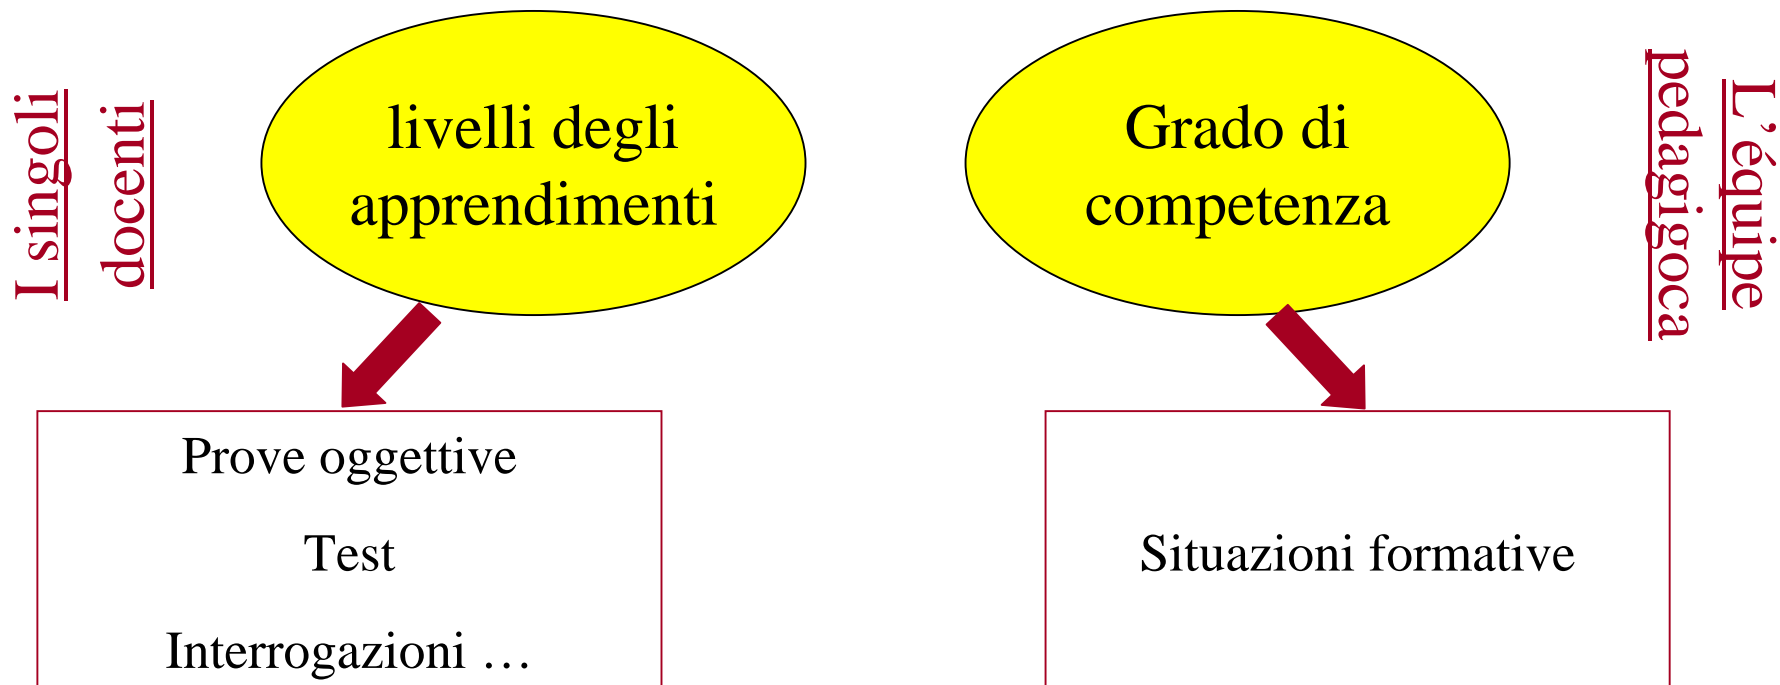 I singoli
docenti
livelli degli
apprendimenti
Grado di
competenza
L’équipe
pedagigoca
Prove oggettive
Test
Interrogazioni …
Situazioni formative